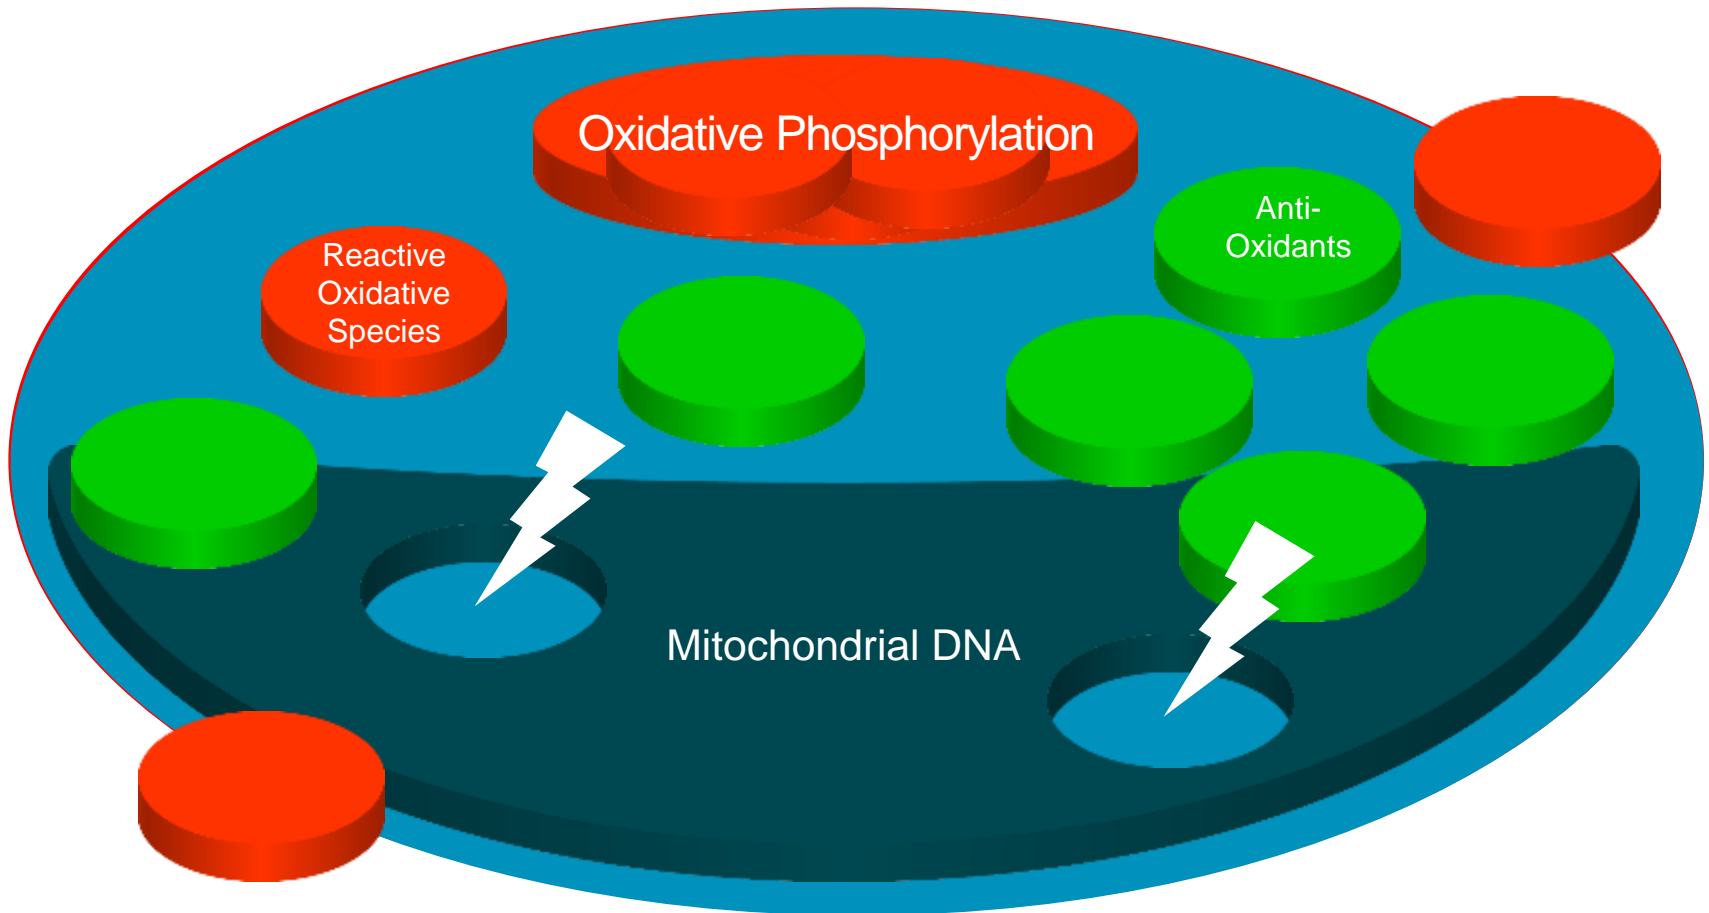 Oxidative Phosphorylation
Anti-
Oxidants
Reactive
Oxidative
Species
Mitochondrial DNA